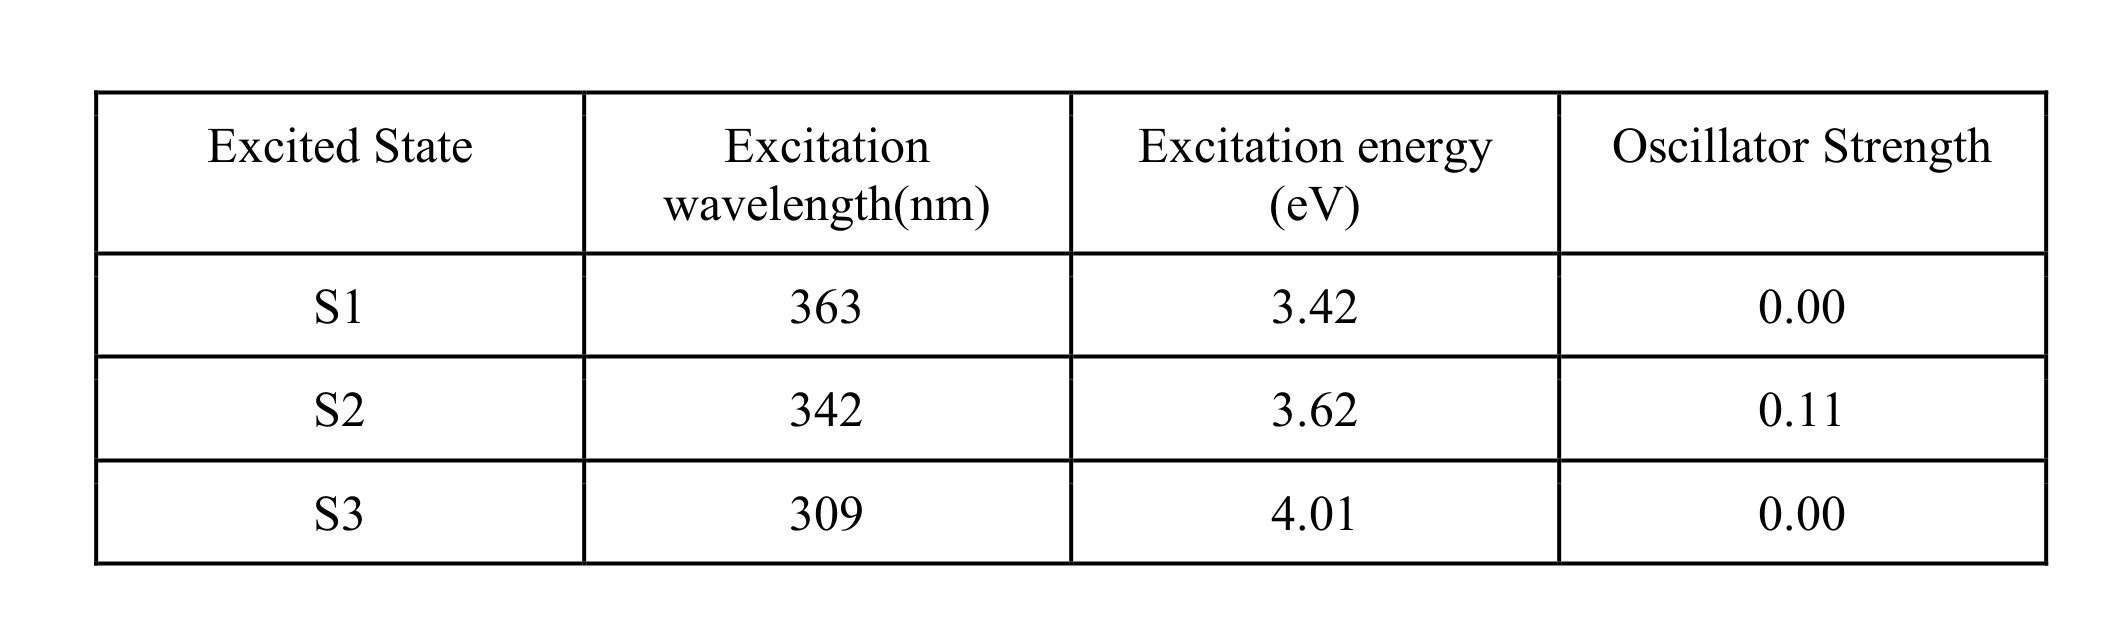 Excited State
Excitation
wavelength(nm)
Excitation energy
(eV)
Oscillator Strength
S1
363
3.42
0.00
S2
342
3.62
0.11
S3
309
4.01
0.00